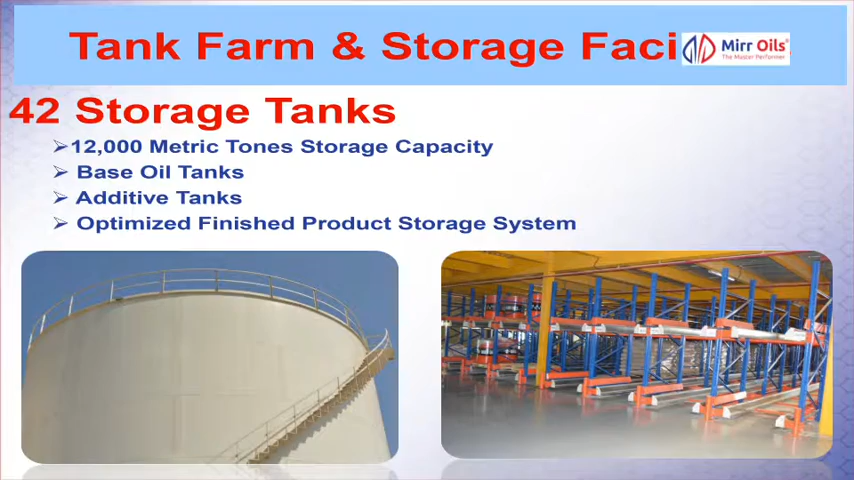 Tank Farm & Storage Faci
Mirr Oils
The Master Performer
42 Storage Tanks
12,000 Metric Tones Storage Capacity
Base Oil Tanks
Additive Tanks
Optimized Finished Product Storage System